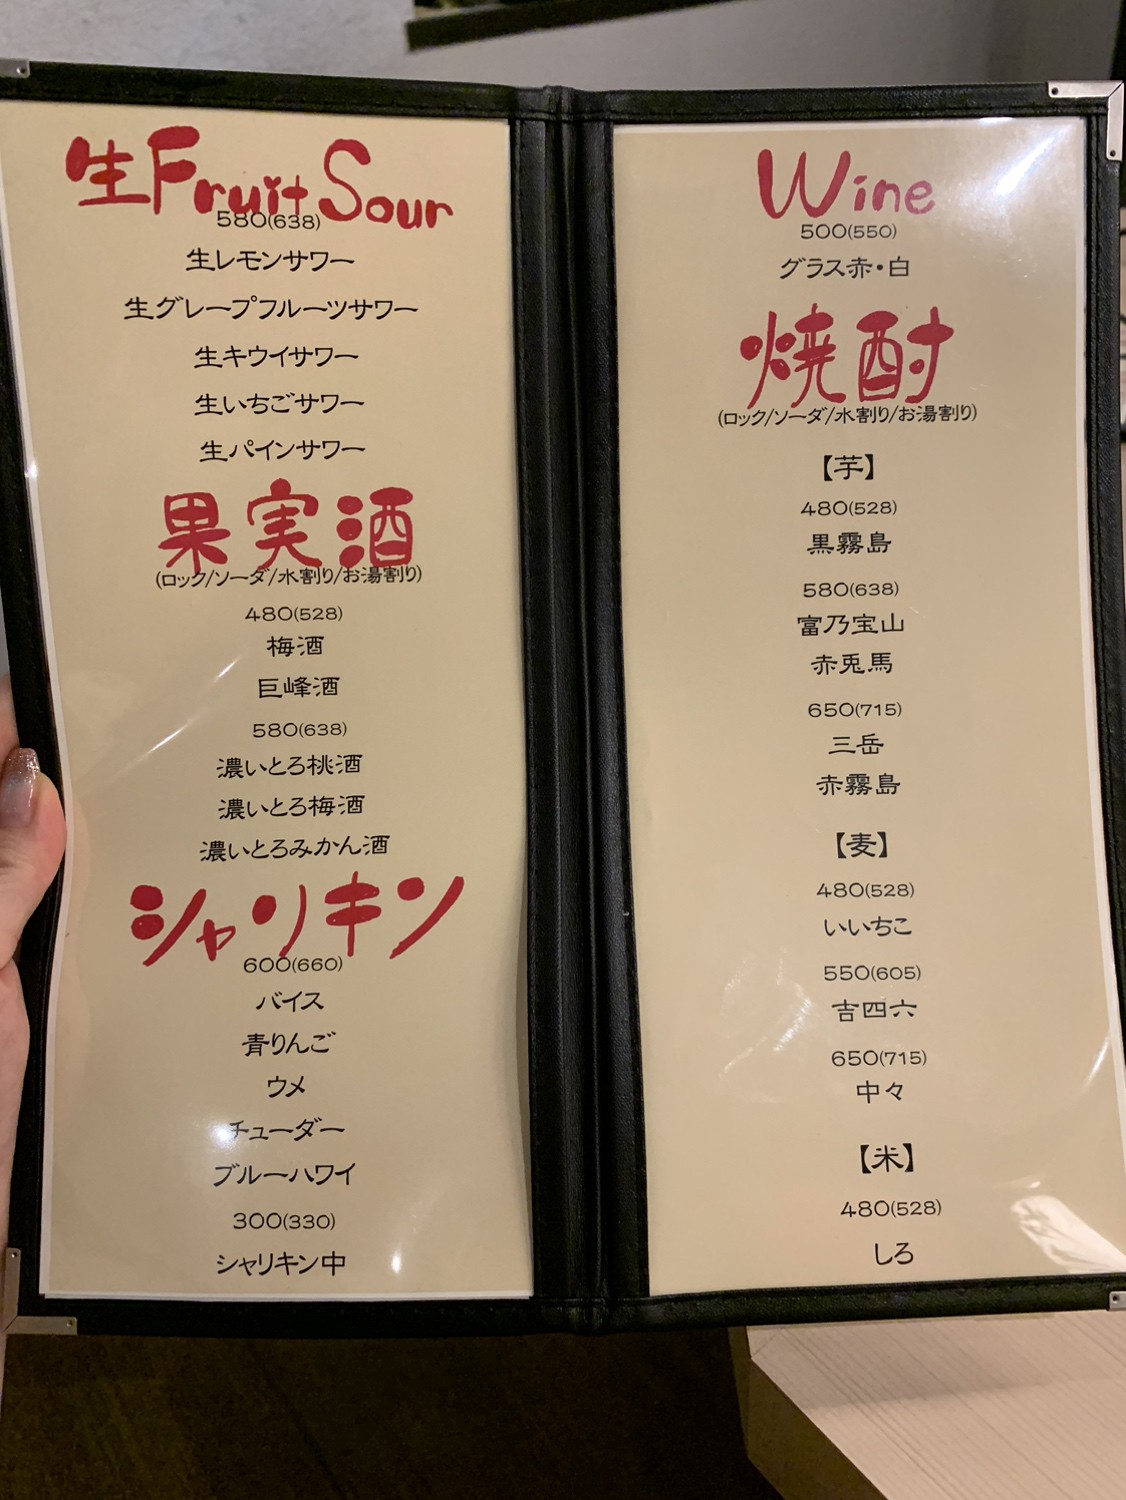 生Fruit Sour
580(638)
生レモンサワー
生グレープフルーツサワー
生キウイサワー
生いちごサワー
生パインサワー
果実酒
(ロック/ソーダ/水割り/お湯割り)
480(528)
梅酒
巨峰酒
580(638)
濃いとろ桃酒
濃いとろ梅酒
濃いとろみかん酒
シャリキン
600(660)
バイス
青りんご
ウメ
チューダー
ブルーハワイ
300(330)
シャリキン中
Wine
500(550)
グラス赤・白
焼酎
(ロック/ソーダ/水割り/お湯割り)
【芋】
480(528)
黒霧島
580(638)
富乃宝山
赤兎馬
650(715)
三岳
赤霧島
【麦】
480(528)
いいちこ
550(605)
吉四六
650(715)
中々
【米】
480(528)
しろ